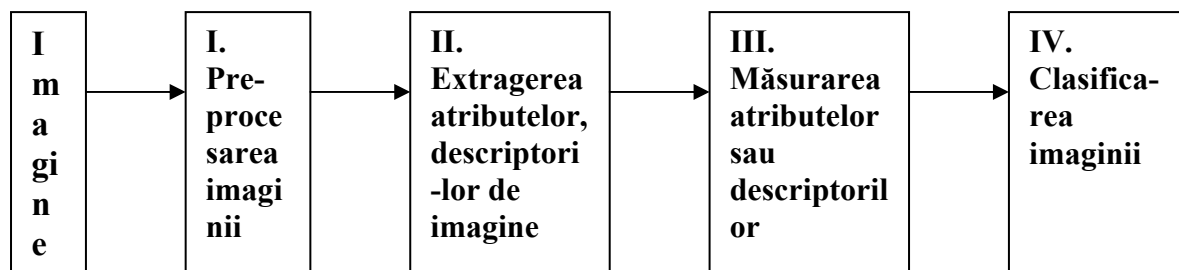 I
m
a
gi
n
e
I.
Pre-
proce
sarea
imagi
nii
II.
Extragerea
atributelor,
descriptori
-lor de
imagine
III.
Măsurarea
atributelor
sau
descriptoril
or
IV.
Clasifica-
rea
imaginii